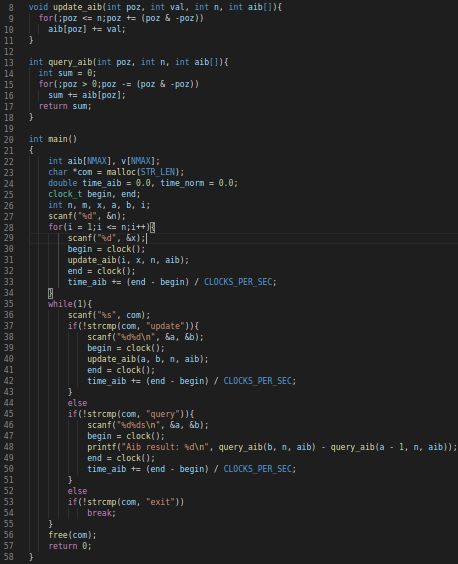 8 void update_aib(int poz, int val, int n, int aib[]){
9 for(;poz <= n;poz += (poz & -poz))
10 aib[poz] += val;
11 }
12
13 int query_aib(int poz, int n, int aib[]){
14 int sum = 0;
15 for(;poz > 0;poz -= (poz & -poz))
16 sum += aib[poz];
17 return sum;
18 }
19
20 int main()
21 {
22 int aib[NMAX], v[NMAX];
23 char *com = malloc(STR_LEN);
24 double time_aib = 0.0, time_norm = 0.0;
25 clock_t begin, end;
26 int n, m, x, a, b, i;
27 scanf("%d", &n);
28 for(i = 1;i <= n;i++){
29 scanf("%d", &x);
30 begin = clock();
31 update_aib(i, x, n, aib);
32 end = clock();
33 time_aib += (end - begin) / CLOCKS_PER_SEC;
34 }
35 while(1){
36 scanf("%s", com);
37 if(!strcmp(com, "update")){
38 scanf("%d%d\n", &a, &b);
39 begin = clock();
40 update_aib(a, b, n, aib);
41 end = clock();
42 time_aib += (end - begin) / CLOCKS_PER_SEC;
43 }
44 else
45 if(!strcmp(com, "query")){
46 scanf("%d%ds\n", &a, &b);
47 begin = clock();
48 printf("Aib result: %d\n", query_aib(b, n, aib) - query_aib(a - 1, n, aib));
49 end = clock();
50 time_aib += (end - begin) / CLOCKS_PER_SEC;
51 }
52 else
53 if(!strcmp(com, "exit"))
54 break;
55 }
56 free(com);
57 return 0;
58 }